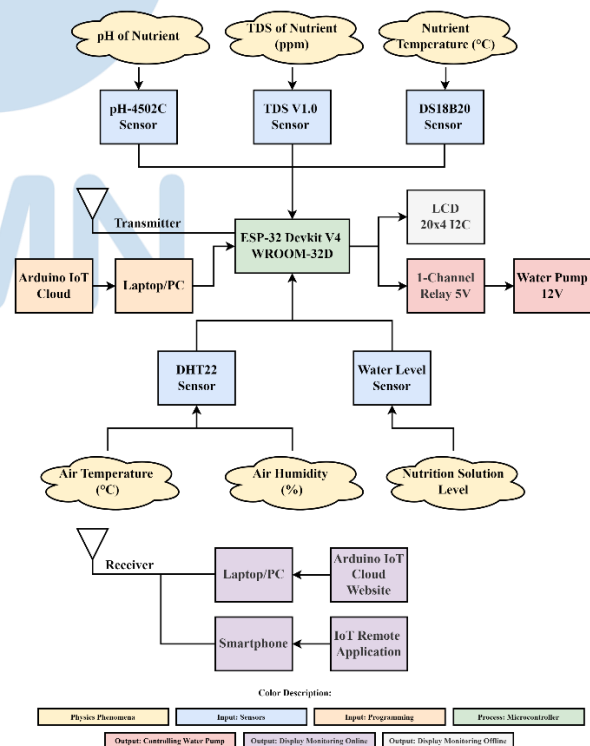 pH of Nutrient
TDS of Nutrient
(ppm)
Nutrient
Temperature (°C)
pH-4502C
Sensor
TDS V1.0
Sensor
DS18B20
Sensor
MN
Transmitter
ESP-32 Devkit V4
WROOM-32D
LCD
20x4 I2C
Arduino IoT
Cloud
Laptop/PC
1-Channel
Relay 5V
Water Pump
12V
DHT22
Sensor
Water Level
Sensor
Air Temperature
(°C)
Air Humidity
(%)
Nutrition Solution
Level
Receiver
Laptop/PC
Arduino IoT
Cloud
Website
Smartphone
IoT Remote
Application
Color Description:
Physics Phenomena
Input: Sensors
Input: Programming
Process: Microcontroller
Output: Controlling Water Pump
Output: Display Monitoring Online
Output: Display Monitoring Offline